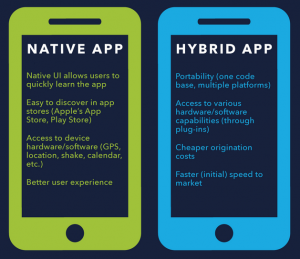 NATIVE APP
Native UI allows users to
quickly learn the app
Easy to discover in app
stores (Apple's App
Store, Play Store)
Access to device
hardware/software (GPS,
location, shake, calendar,
etc.)
Better user experience
HYBRID APP
Portability (one code
base, multiple platforms)
Access to various
hardware/software
capabilities (through
plug-ins)
Cheaper origination
costs
Faster (initial) speed to
market